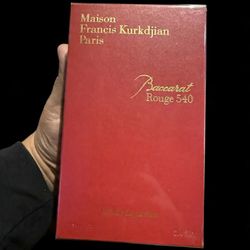 Maison
Francis Kurkdjian
Paris
Baccarat
Rouge 540